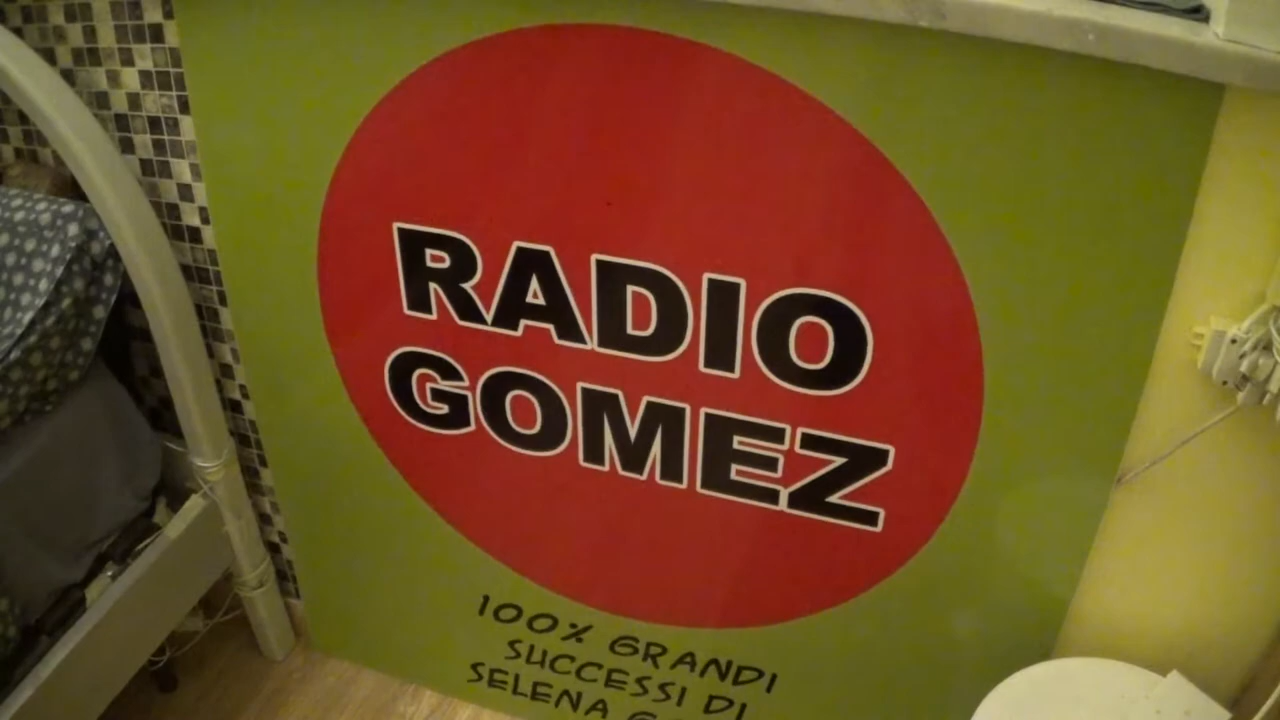 RADIO
GOMEZ
100% GRANDI
SUCCESSI DI
SELENA